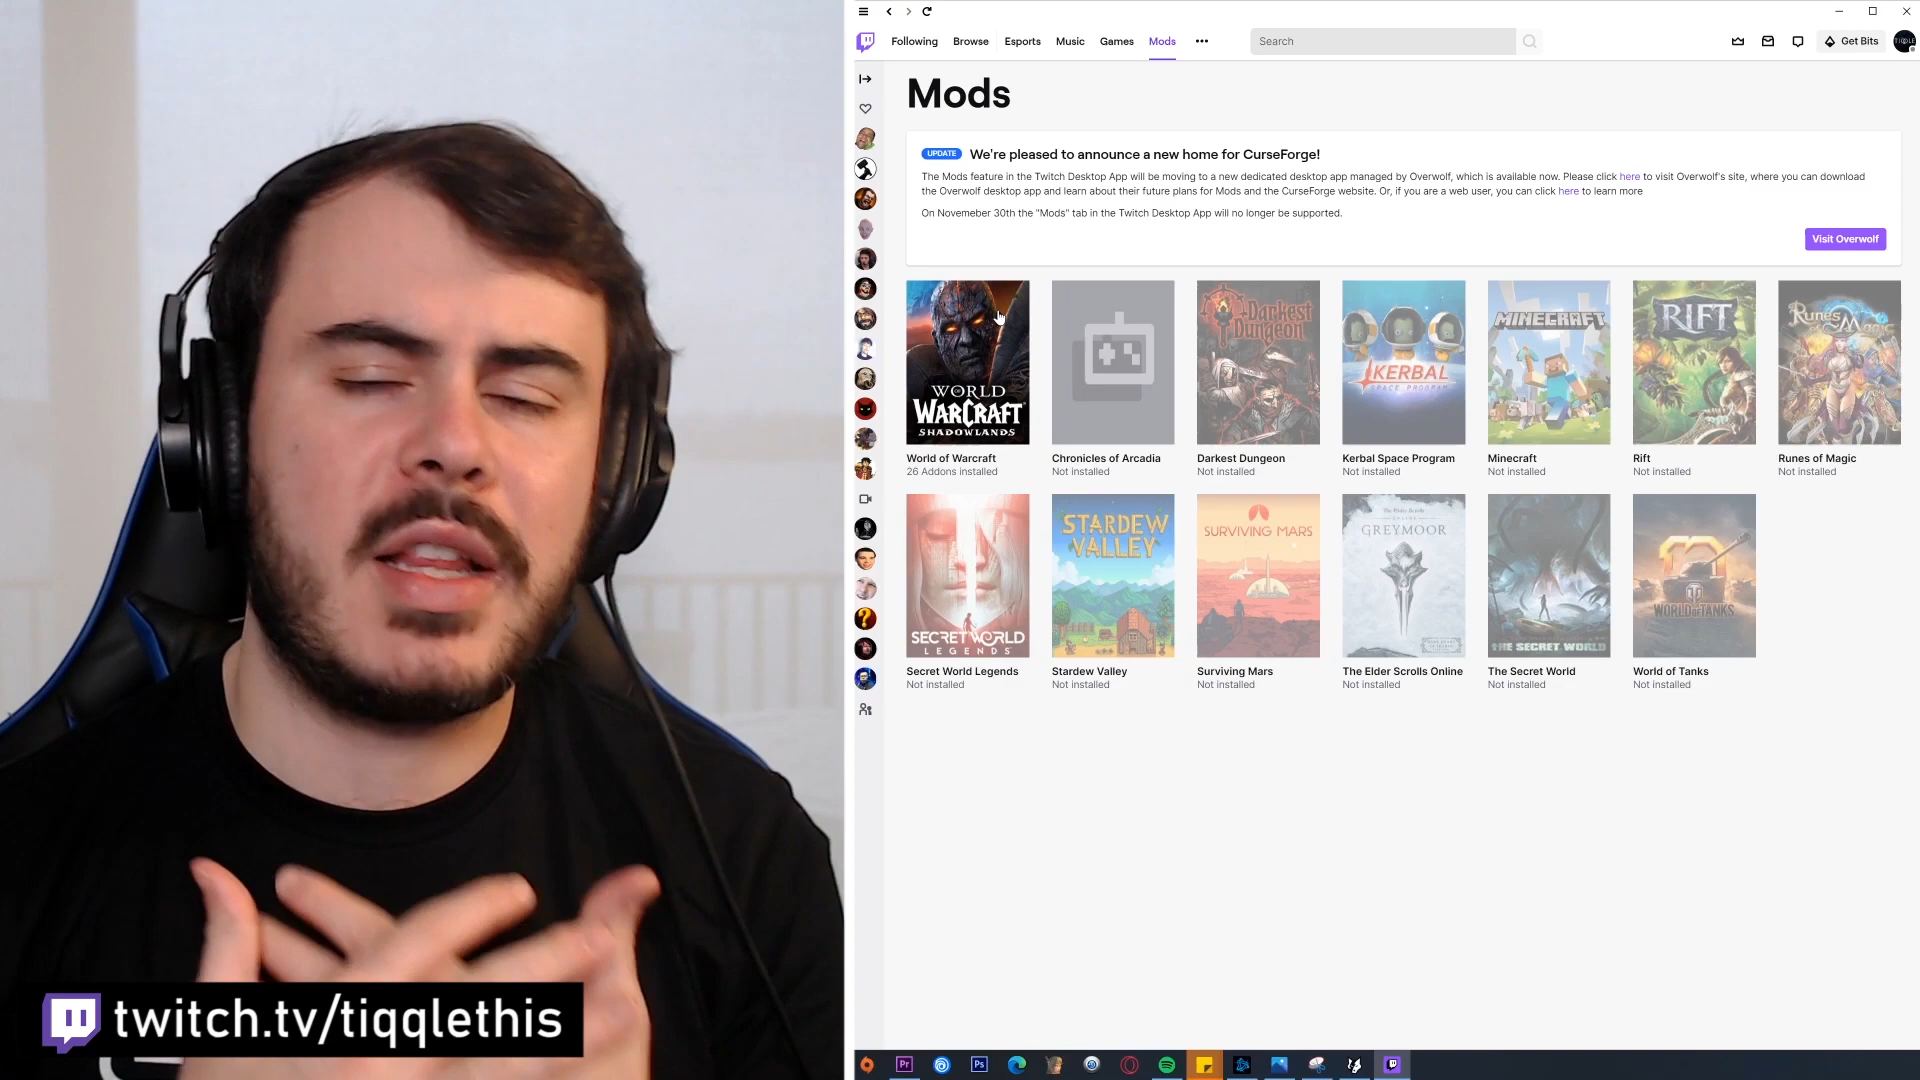 Following
Browse
Esports
Music
Games
Mods
Search
Get Bits
Mods
UPDATE We're pleased to announce a new home for CurseForge!
The Mods feature in the Twitch Desktop App will be moving to a new dedicated desktop app managed by Overwolf, which is available now. Please click here to visit Overwolf's site, where you can download
the Overwolf desktop app and learn about their future plans for Mods and the CurseForge website. Or, if you are a web user, you can click here to learn more
On Novemeber 30th the "Mods" tab in the Twitch Desktop App will no longer be supported.
Visit Overwolf
WORLD
OF
WARCRAFT
SHADOWLANDS
Darkest
Dungeon
KERBAL
SPACE PROGRAM
MINECRAFT
RIFT
Runes
of Magic
World of Warcraft
26 Addons installed
Chronicles of Arcadia
Not installed
Darkest Dungeon
Not installed
Kerbal Space Program
Not installed
Minecraft
Not installed
Rift
Not installed
Runes of Magic
Not installed
SECRET WORLD
LEGENDS
STARDEW
VALLEY
SURVIVING MARS
GREYMOOR
THE SECRET WORLD
10
WORLD OF TANKS
Secret World Legends
Not installed
Stardew Valley
Not installed
Surviving Mars
Not installed
The Elder Scrolls Online
Not installed
The Secret World
Not installed
World of Tanks
Not installed
twitch.tv/tiqqlethis
Pr
Ps